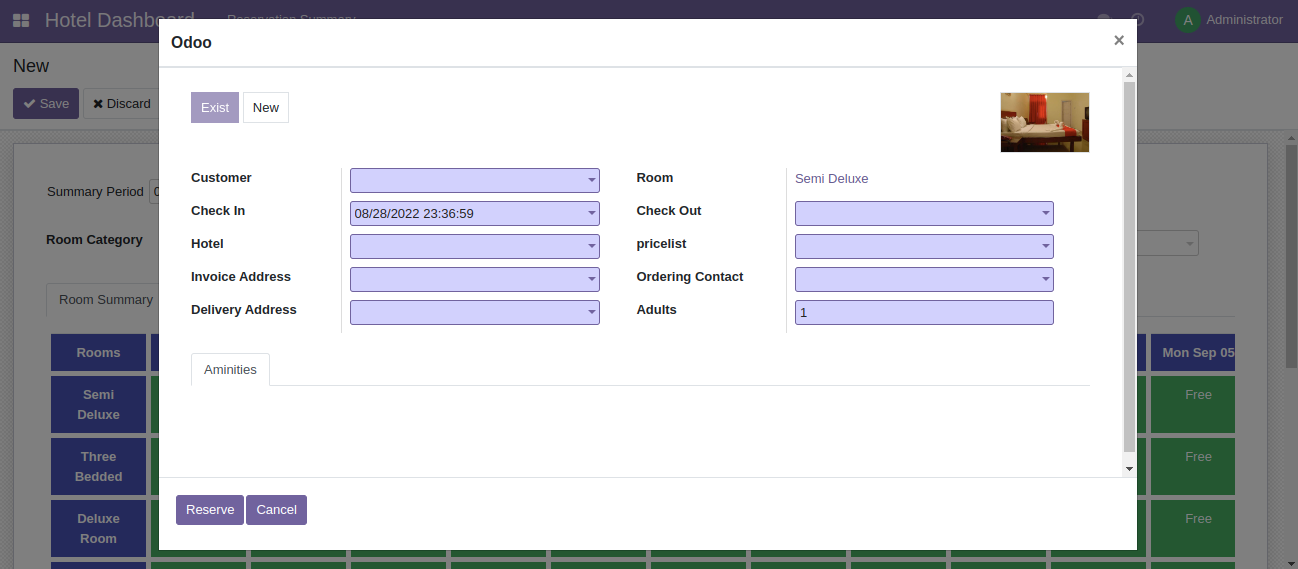 Hotel Dashboard
Reservation Summary
A Administrator
Odoo
×
New
Save
Discard
Exist
New
Customer
Room
Semi Deluxe
Summary Period
Check In
08/28/2022 23:36:59
Check Out
Room Category
Hotel
pricelist
Invoice Address
Ordering Contact
Room Summary
Delivery Address
Adults
1
Rooms
Mon Sep 05
Aminities
Semi
Deluxe
Free
Three
Bedded
Free
Reserve
Cancel
Deluxe
Room
Free